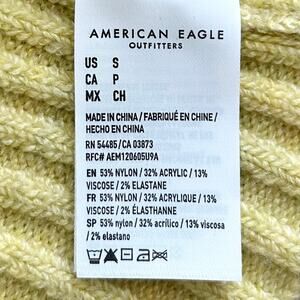 AMERICAN EAGLE
OUTFITTERS
US S
CA P
MX CH
MADE IN CHINA / FABRIQUÉ EN CHINE /
HECHO EN CHINA
RN 54485/CA 03873
RFC# AEM120605U9A
EN 53% NYLON / 32% ACRYLIC / 13%
VISCOSE / 2% ELASTANE
FR 53% NYLON / 32% ACRYLIQUE / 13%
VISCOSE / 2% ÉLASTHANNE
SP 53% nylon / 32% acrílico / 13% viscosa
/ 2% elastano